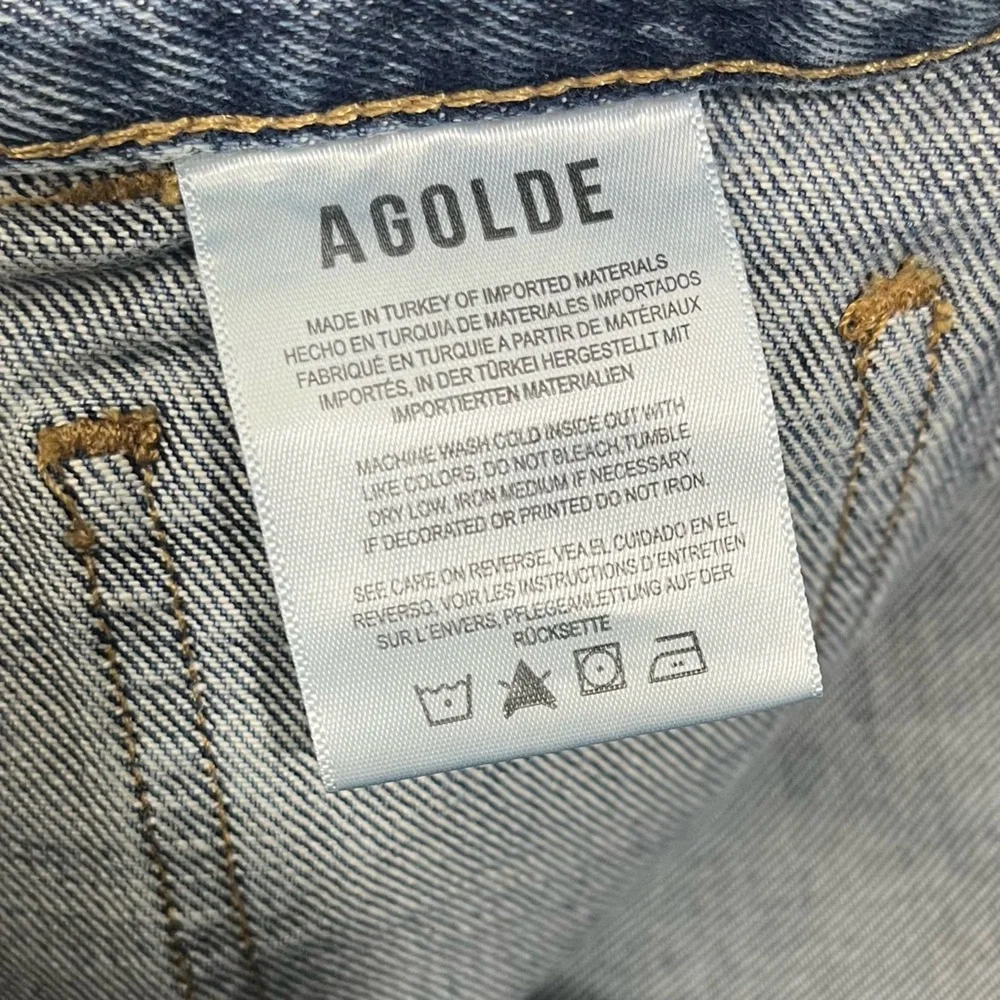 AGOLDE
MADE IN TURKEY OF IMPORTED MATERIALS
HECHO EN TURQUIA DE MATERIALES IMPORTADOS
FABRIQUÉ EN TURQUIE A PARTIR DE MATÉRIAUX
IMPORTÉS, IN DER TÜRKEI HERGESTELLT MIT
IMPORTIERTEN MATERIALIEN
MACHINE WASH COLD INSIDE OUT WITH
LIKE COLORS, DO NOT BLEACH, TUMBLE
DRY LOW, IRON MEDIUM IF NECESSARY
IF DECORATED OR PRINTED DO NOT IRON.
SEE CARE ON REVERSE, VEA EL CUIDADO EN EL
REVERSO, VOIR LES INSTRUCTIONS D'ENTRETIEN
SUR L'ENVERS, PFLEGEANLEITUNG AUF DER
RÜCKSETTE